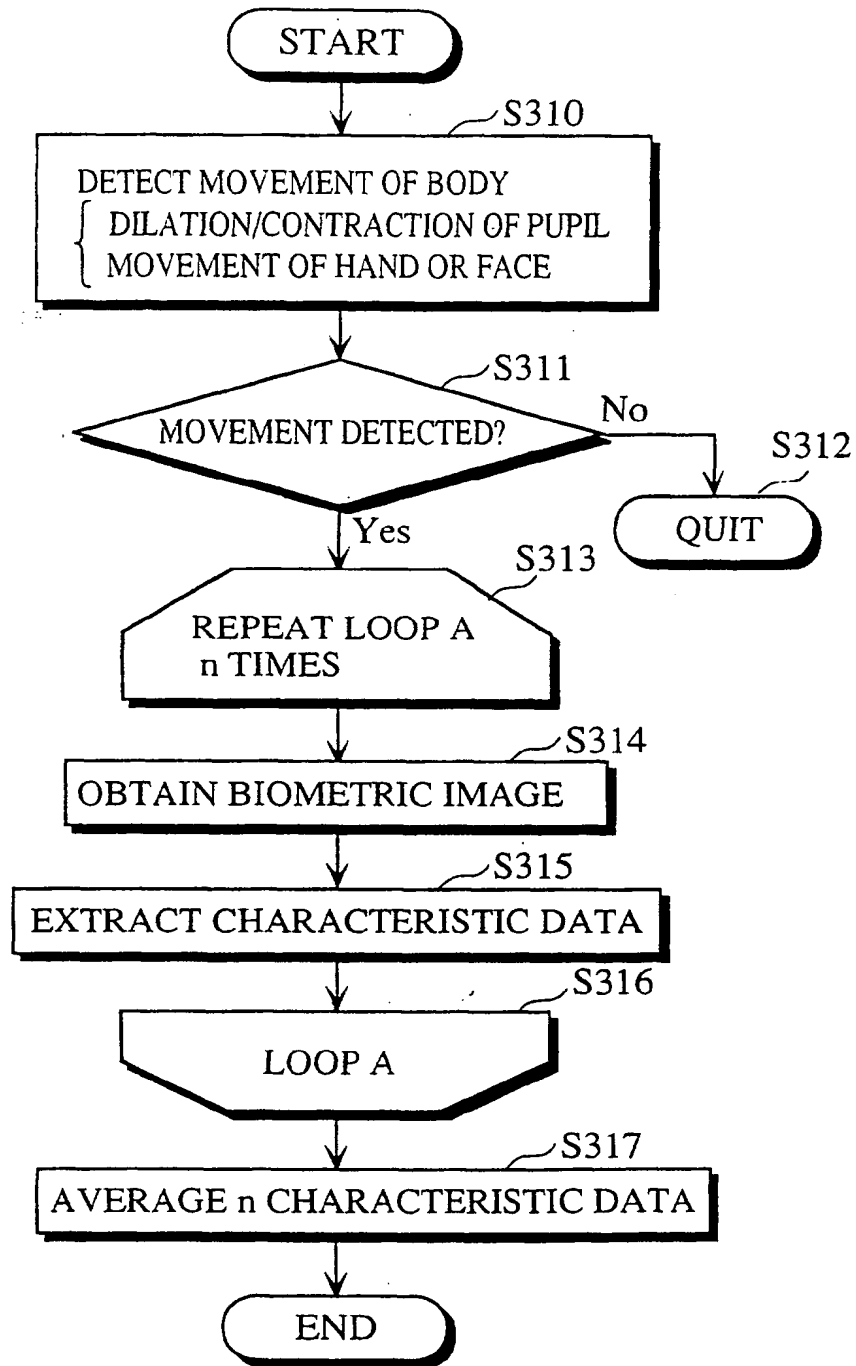 START
S310
DETECT MOVEMENT OF BODY
DILATION/CONTRACTION OF PUPIL
MOVEMENT OF HAND OR FACE
S311
MOVEMENT DETECTED?
No
S312
QUIT
Yes
S313
REPEAT LOOP A
n TIMES
S314
OBTAIN BIOMETRIC IMAGE
S315
EXTRACT CHARACTERISTIC DATA
S316
LOOP A
S317
AVERAGE n CHARACTERISTIC DATA
END